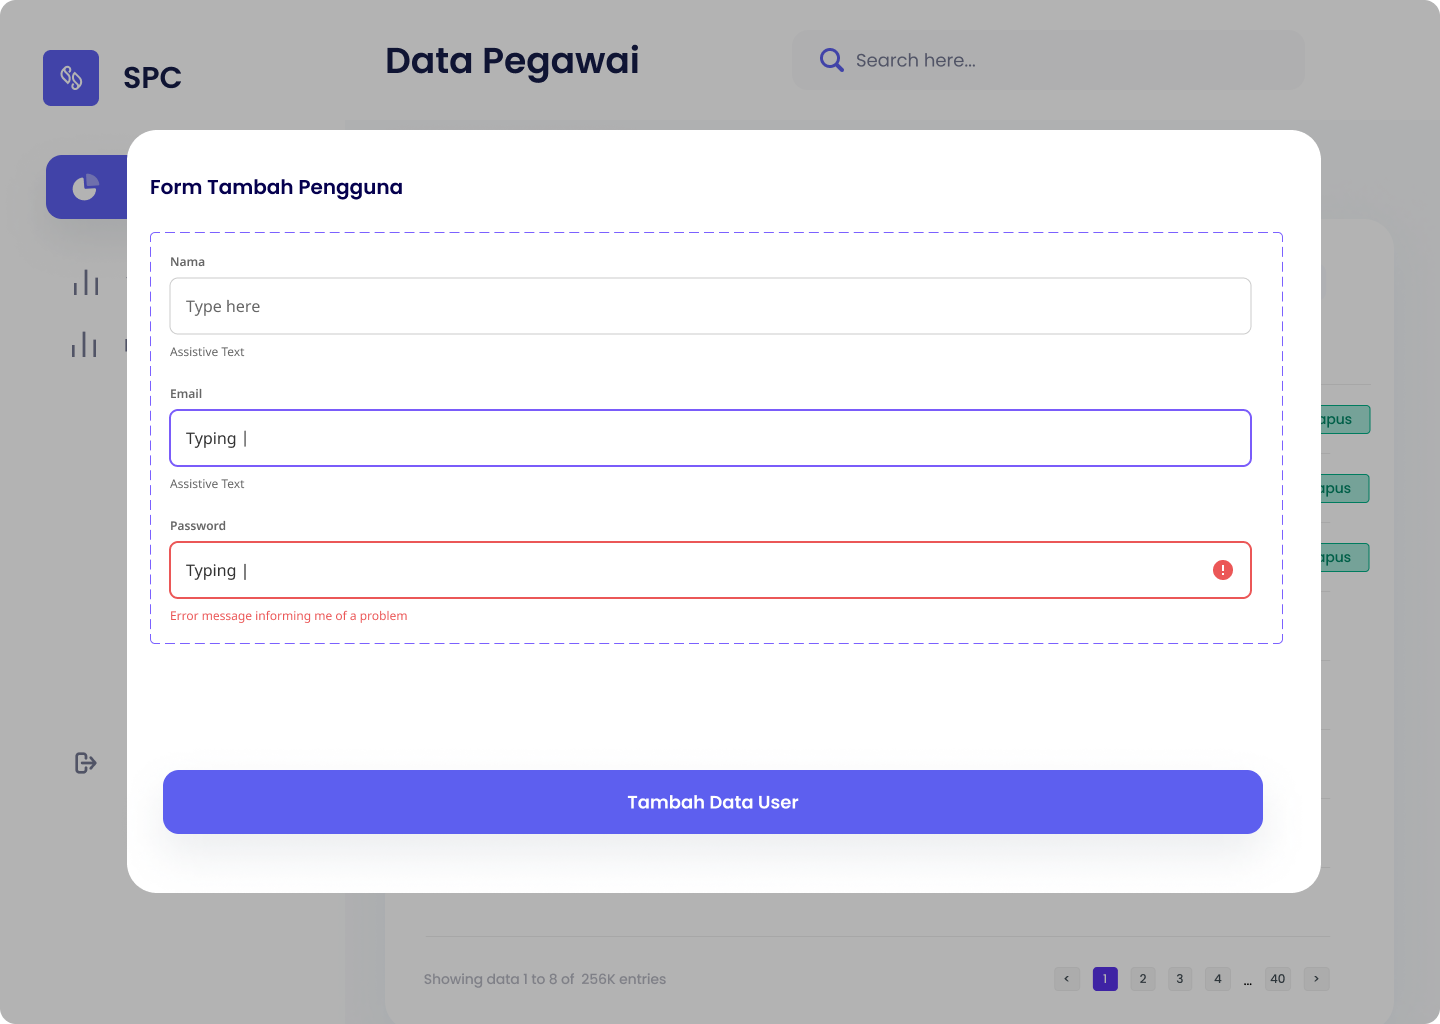 SPC
Data Pegawai
Search here...
Form Tambah Pengguna
Nama
Type here
Assistive Text
Email
Typing |
Assistive Text
Password
Typing |
Error message informing me of a problem
Tambah Data User
apus
apus
apus
Showing data 1 to 8 of 256K entries
< 1 2 3 4 ... 40 >